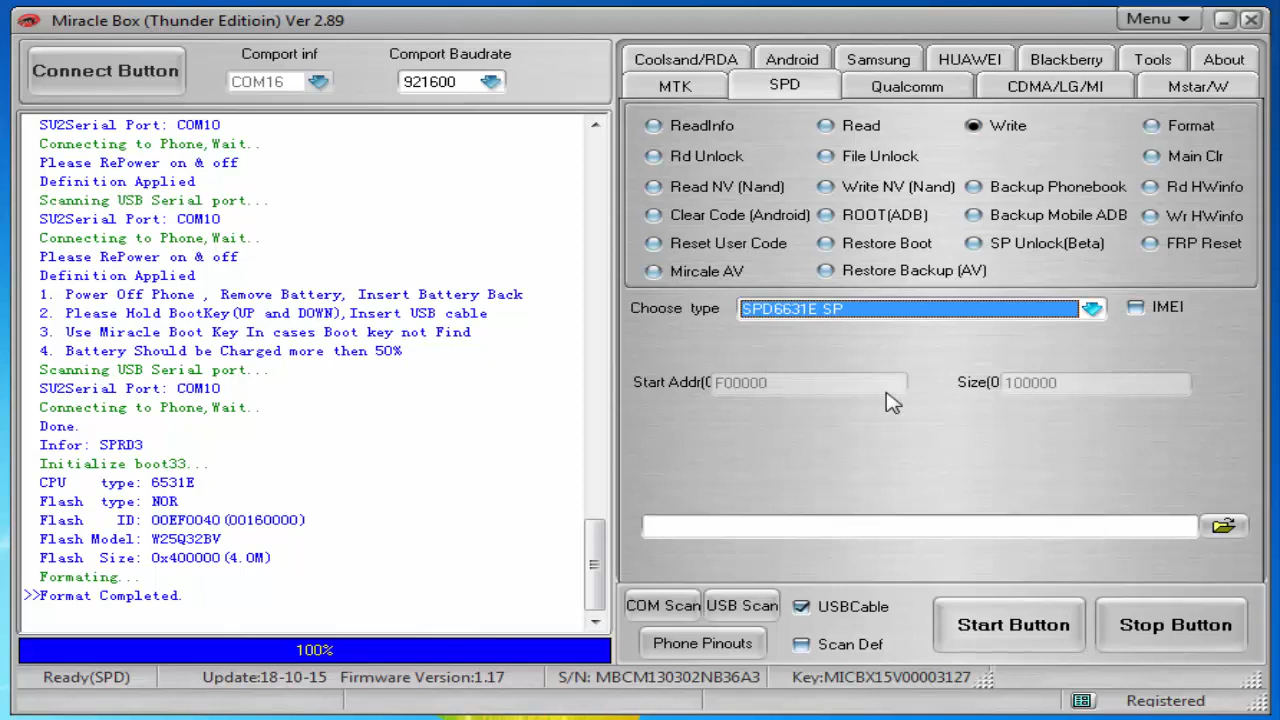 Miracle Box (Thunder Editioin) Ver 2.89
Menu
Connect Button
Comport inf
COM16
Comport Baudrate
921600
SU2Serial Port: COM10
Connecting to Phone,Wait..
Please RePower on & off
Definition Applied
Scanning USB Serial port...
SU2Serial Port: COM10
Connecting to Phone,Wait..
Please RePower on & off
Definition Applied
1. Power Off Phone , Remove Battery, Insert Battery Back
2. Please Hold BootKey(UP and DOWN),Insert USB cable
3. Use Miracle Boot Key In cases Boot key not Find
4. Battery Should be Charged more then 50%
Scanning USB Serial port...
SU2Serial Port: COM10
Connecting to Phone,Wait..
Done.
Infor: SPRD3
Initialize boot33...
CPU type: 6531E
Flash type: NOR
Flash ID: 00EF0040(00160000)
Flash Model: W25Q32BV
Flash Size: 0x400000(4.0M)
Formating...
>>Format Completed.
100%
Coolsand/RDA Android Samsung HUAWEI Blackberry Tools About
MTK SPD Qualcomm CDMA/LG/MI Mstar/W
ReadInfo Read Write Format
Rd Unlock File Unlock Main Clr
Read NV (Nand) Write NV (Nand) Backup Phonebook Rd HWinfo
Clear Code (Android) ROOT(ADB) Backup Mobile ADB Wr HWinfo
Reset User Code Restore Boot SP Unlock(Beta) FRP Reset
Mircale AV Restore Backup (AV)
Choose type SPD6631E SP IMEI
Start Addr(0 F00000 Size(0 100000
COM Scan USB Scan USBCable
Phone Pinouts Scan Def
Start Button Stop Button
Ready(SPD) Update:18-10-15 Firmware Version:1.17 S/N: MBCM130302NB36A3 Key:MICBX15V00003127
Registered